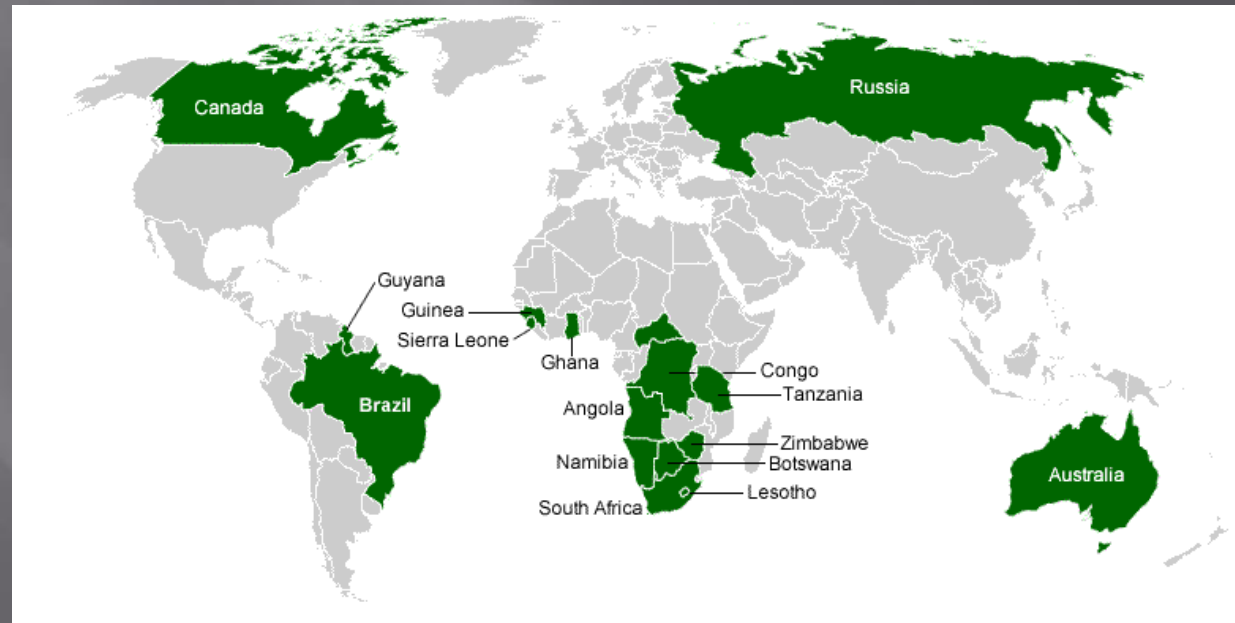 Canada
Russia
Guyana
Guinea
Sierra Leone
Ghana
Congo
Tanzania
Brazil
Angola
Zimbabwe
Namibia
Botswana
Australia
Lesotho
South Africa